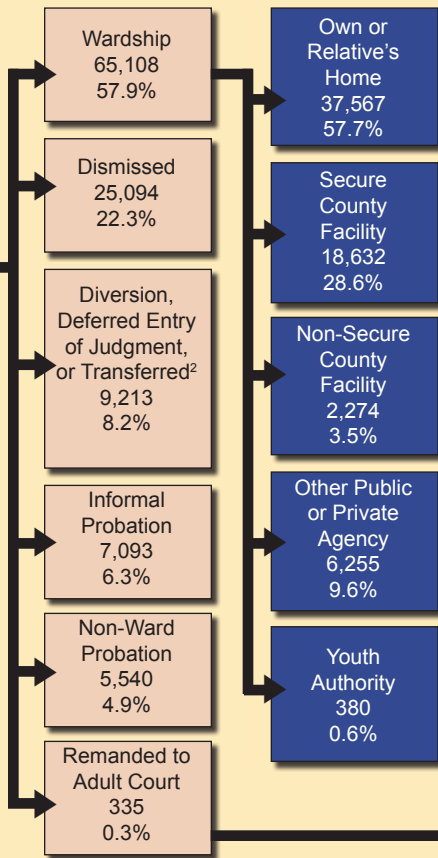 Wardship
65,108
57.9%
Dismissed
25,094
22.3%
Diversion,
Deferred Entry
of Judgment,
or Transferred²
9,213
8.2%
Informal
Probation
7,093
6.3%
Non-Ward
Probation
5,540
4.9%
Remanded to
Adult Court
335
0.3%
Own or
Relative's
Home
37,567
57.7%
Secure
County
Facility
18,632
28.6%
Non-Secure
County
Facility
2,274
3.5%
Other Public
or Private
Agency
6,255
9.6%
Youth
Authority
380
0.6%